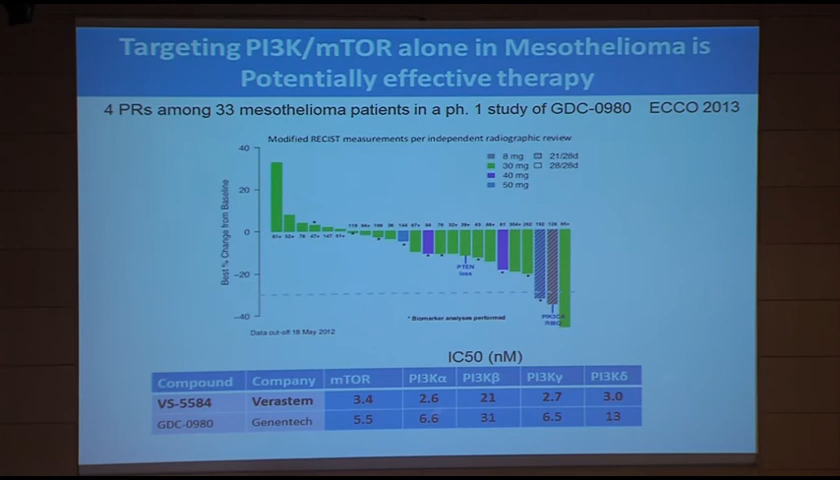 Targeting PI3K/mTOR alone in Mesothelioma is
Potentially effective therapy
4 PRs among 33 mesothelioma patients in a ph. 1 study of GDC-0980 ECCO 2013
Modified RECIST measurements per independent radiographic review
8 mg 21/28d
30 mg 28/28d
40 mg
50 mg
Best % Change from Baseline
40
20
0
−20
−40
PTEN
loss
PIK3CA
* Biomarker analyses performed
Data cut-off: 18 May 2012
IC50 (nM)
Compound Company mTOR PI3Kα PI3Kβ PI3Kγ PI3Kδ
VS-5584 Verastem 3.4 2.6 21 2.7 3.0
GDC-0980 Genentech 5.5 6.6 31 6.5 13